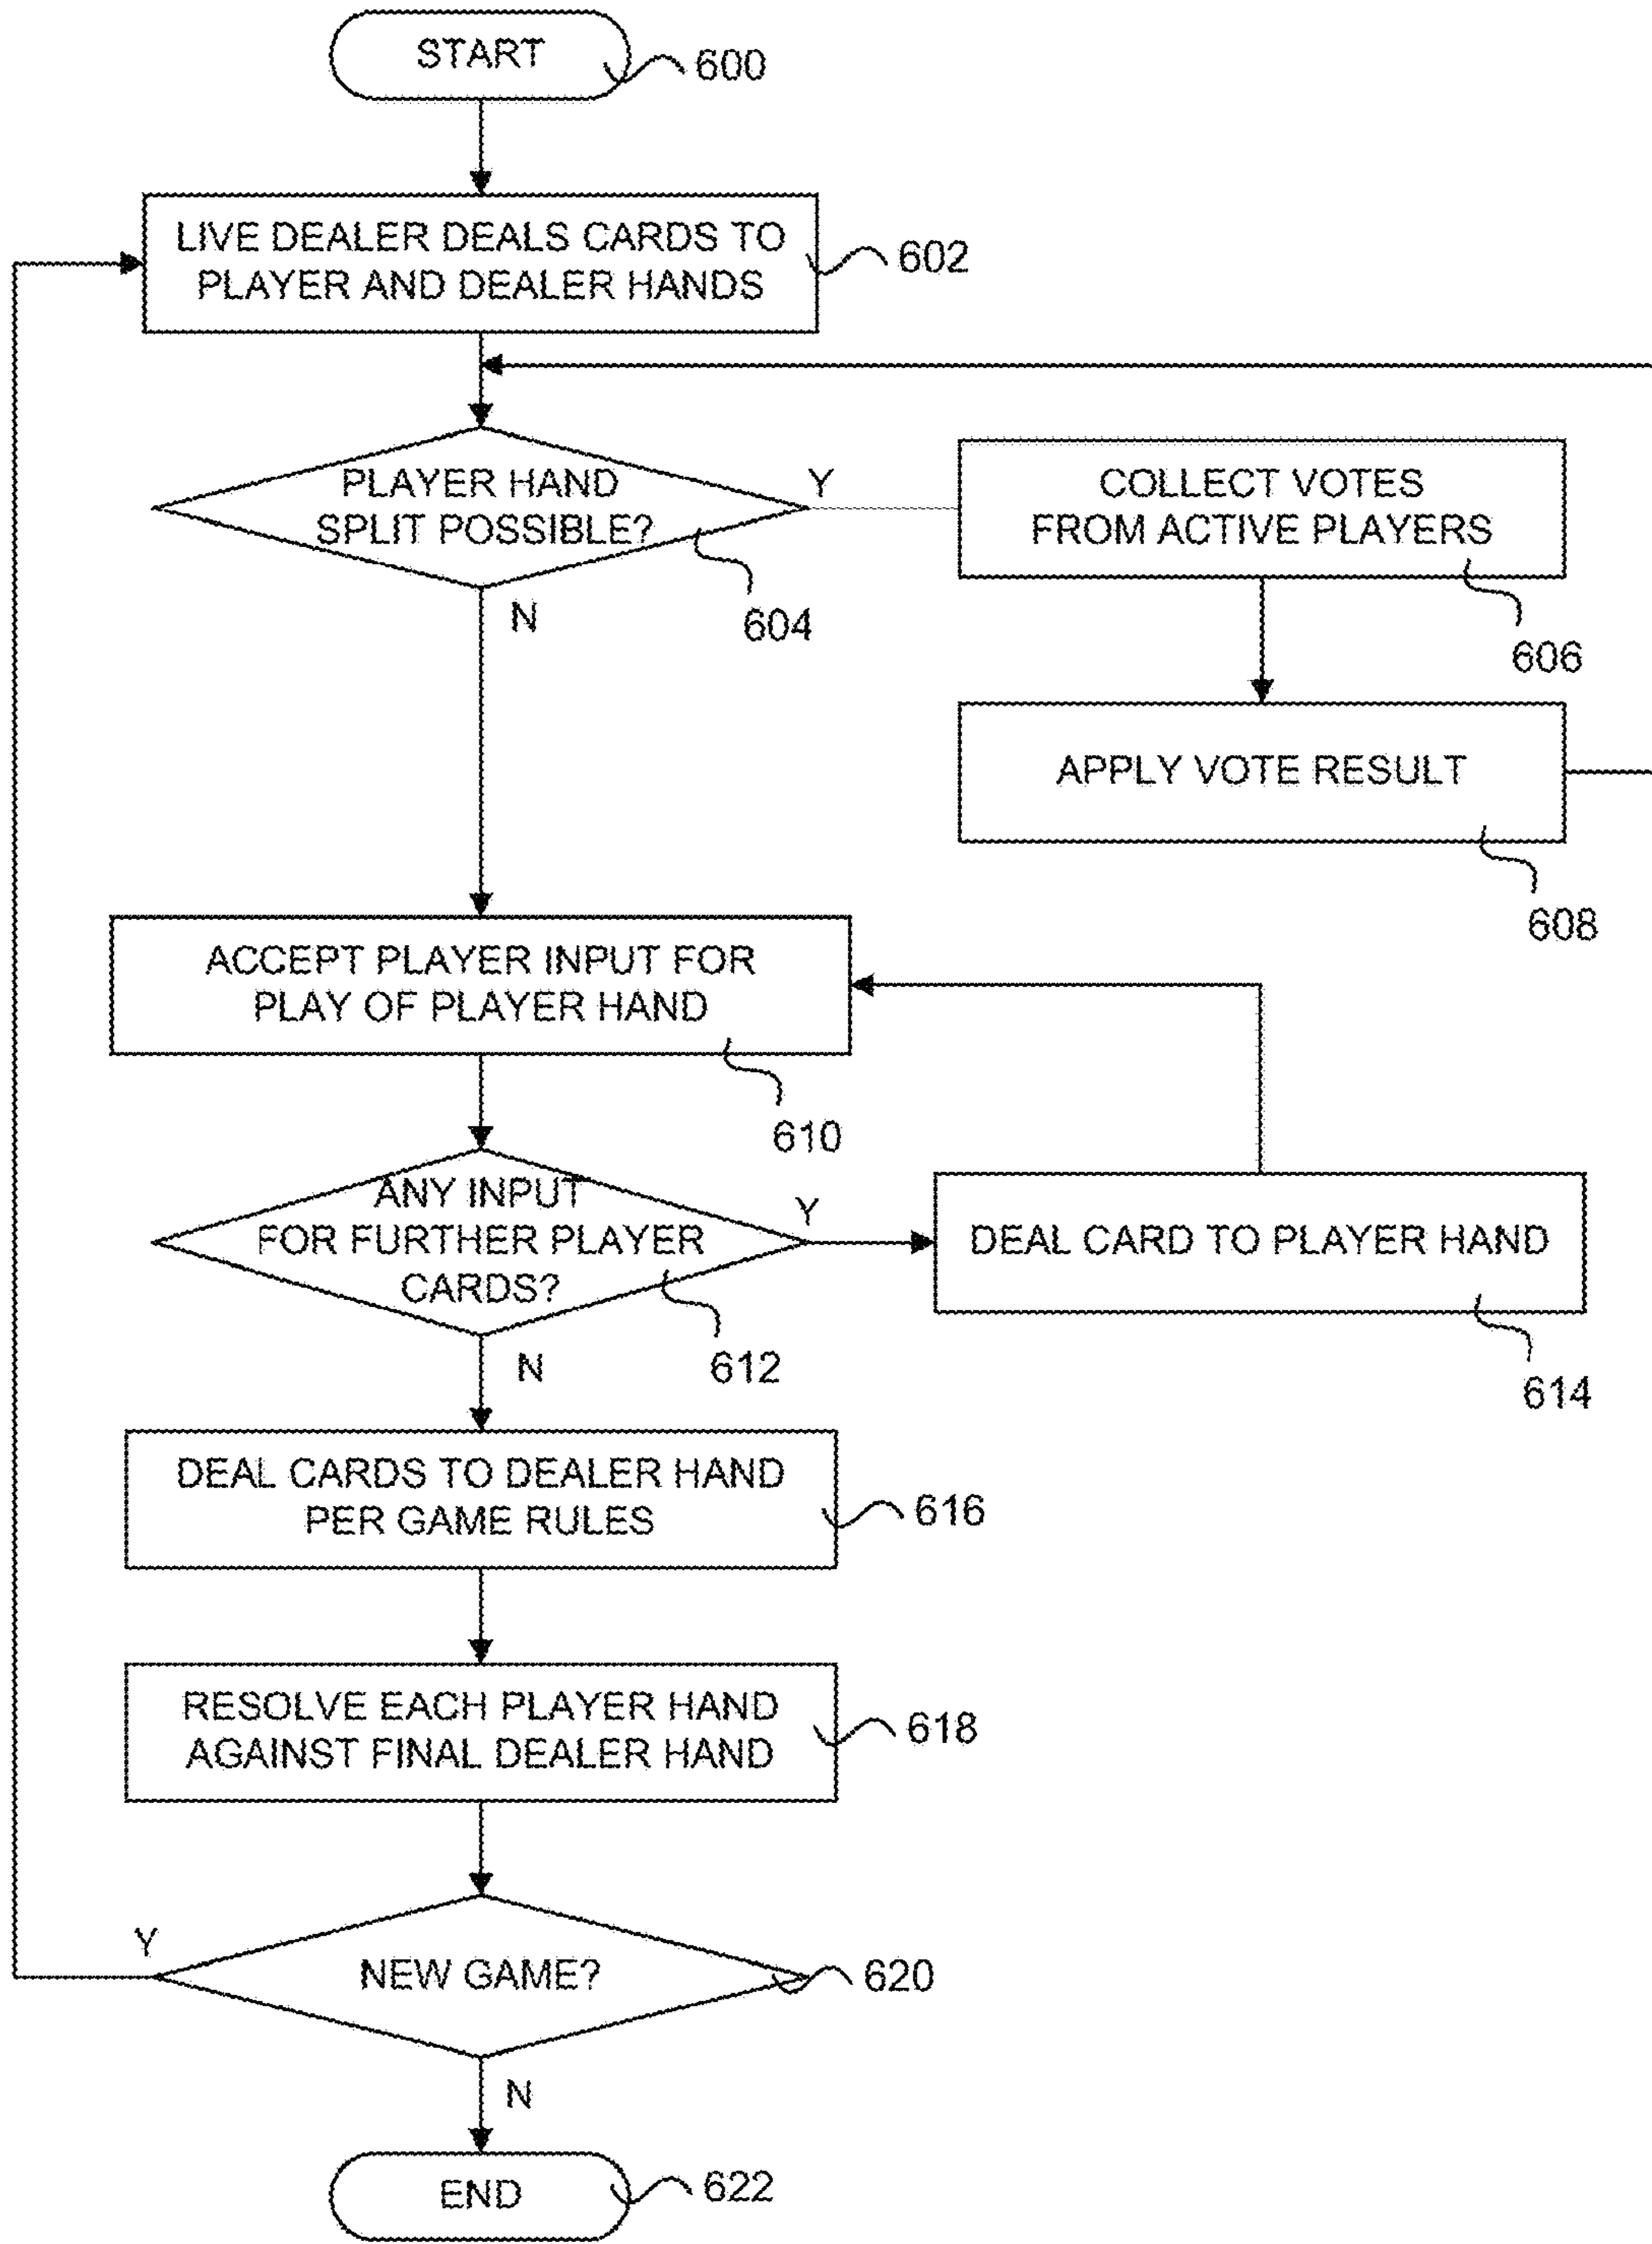 START
600
LIVE DEALER DEALS CARDS TO
PLAYER AND DEALER HANDS
602
PLAYER HAND
SPLIT POSSIBLE?
Y
604
N
COLLECT VOTES
FROM ACTIVE PLAYERS
606
APPLY VOTE RESULT
608
ACCEPT PLAYER INPUT FOR
PLAY OF PLAYER HAND
610
ANY INPUT
FOR FURTHER PLAYER
CARDS?
Y
612
N
DEAL CARD TO PLAYER HAND
614
DEAL CARDS TO DEALER HAND
PER GAME RULES
616
RESOLVE EACH PLAYER HAND
AGAINST FINAL DEALER HAND
618
Y
NEW GAME?
620
N
END
622